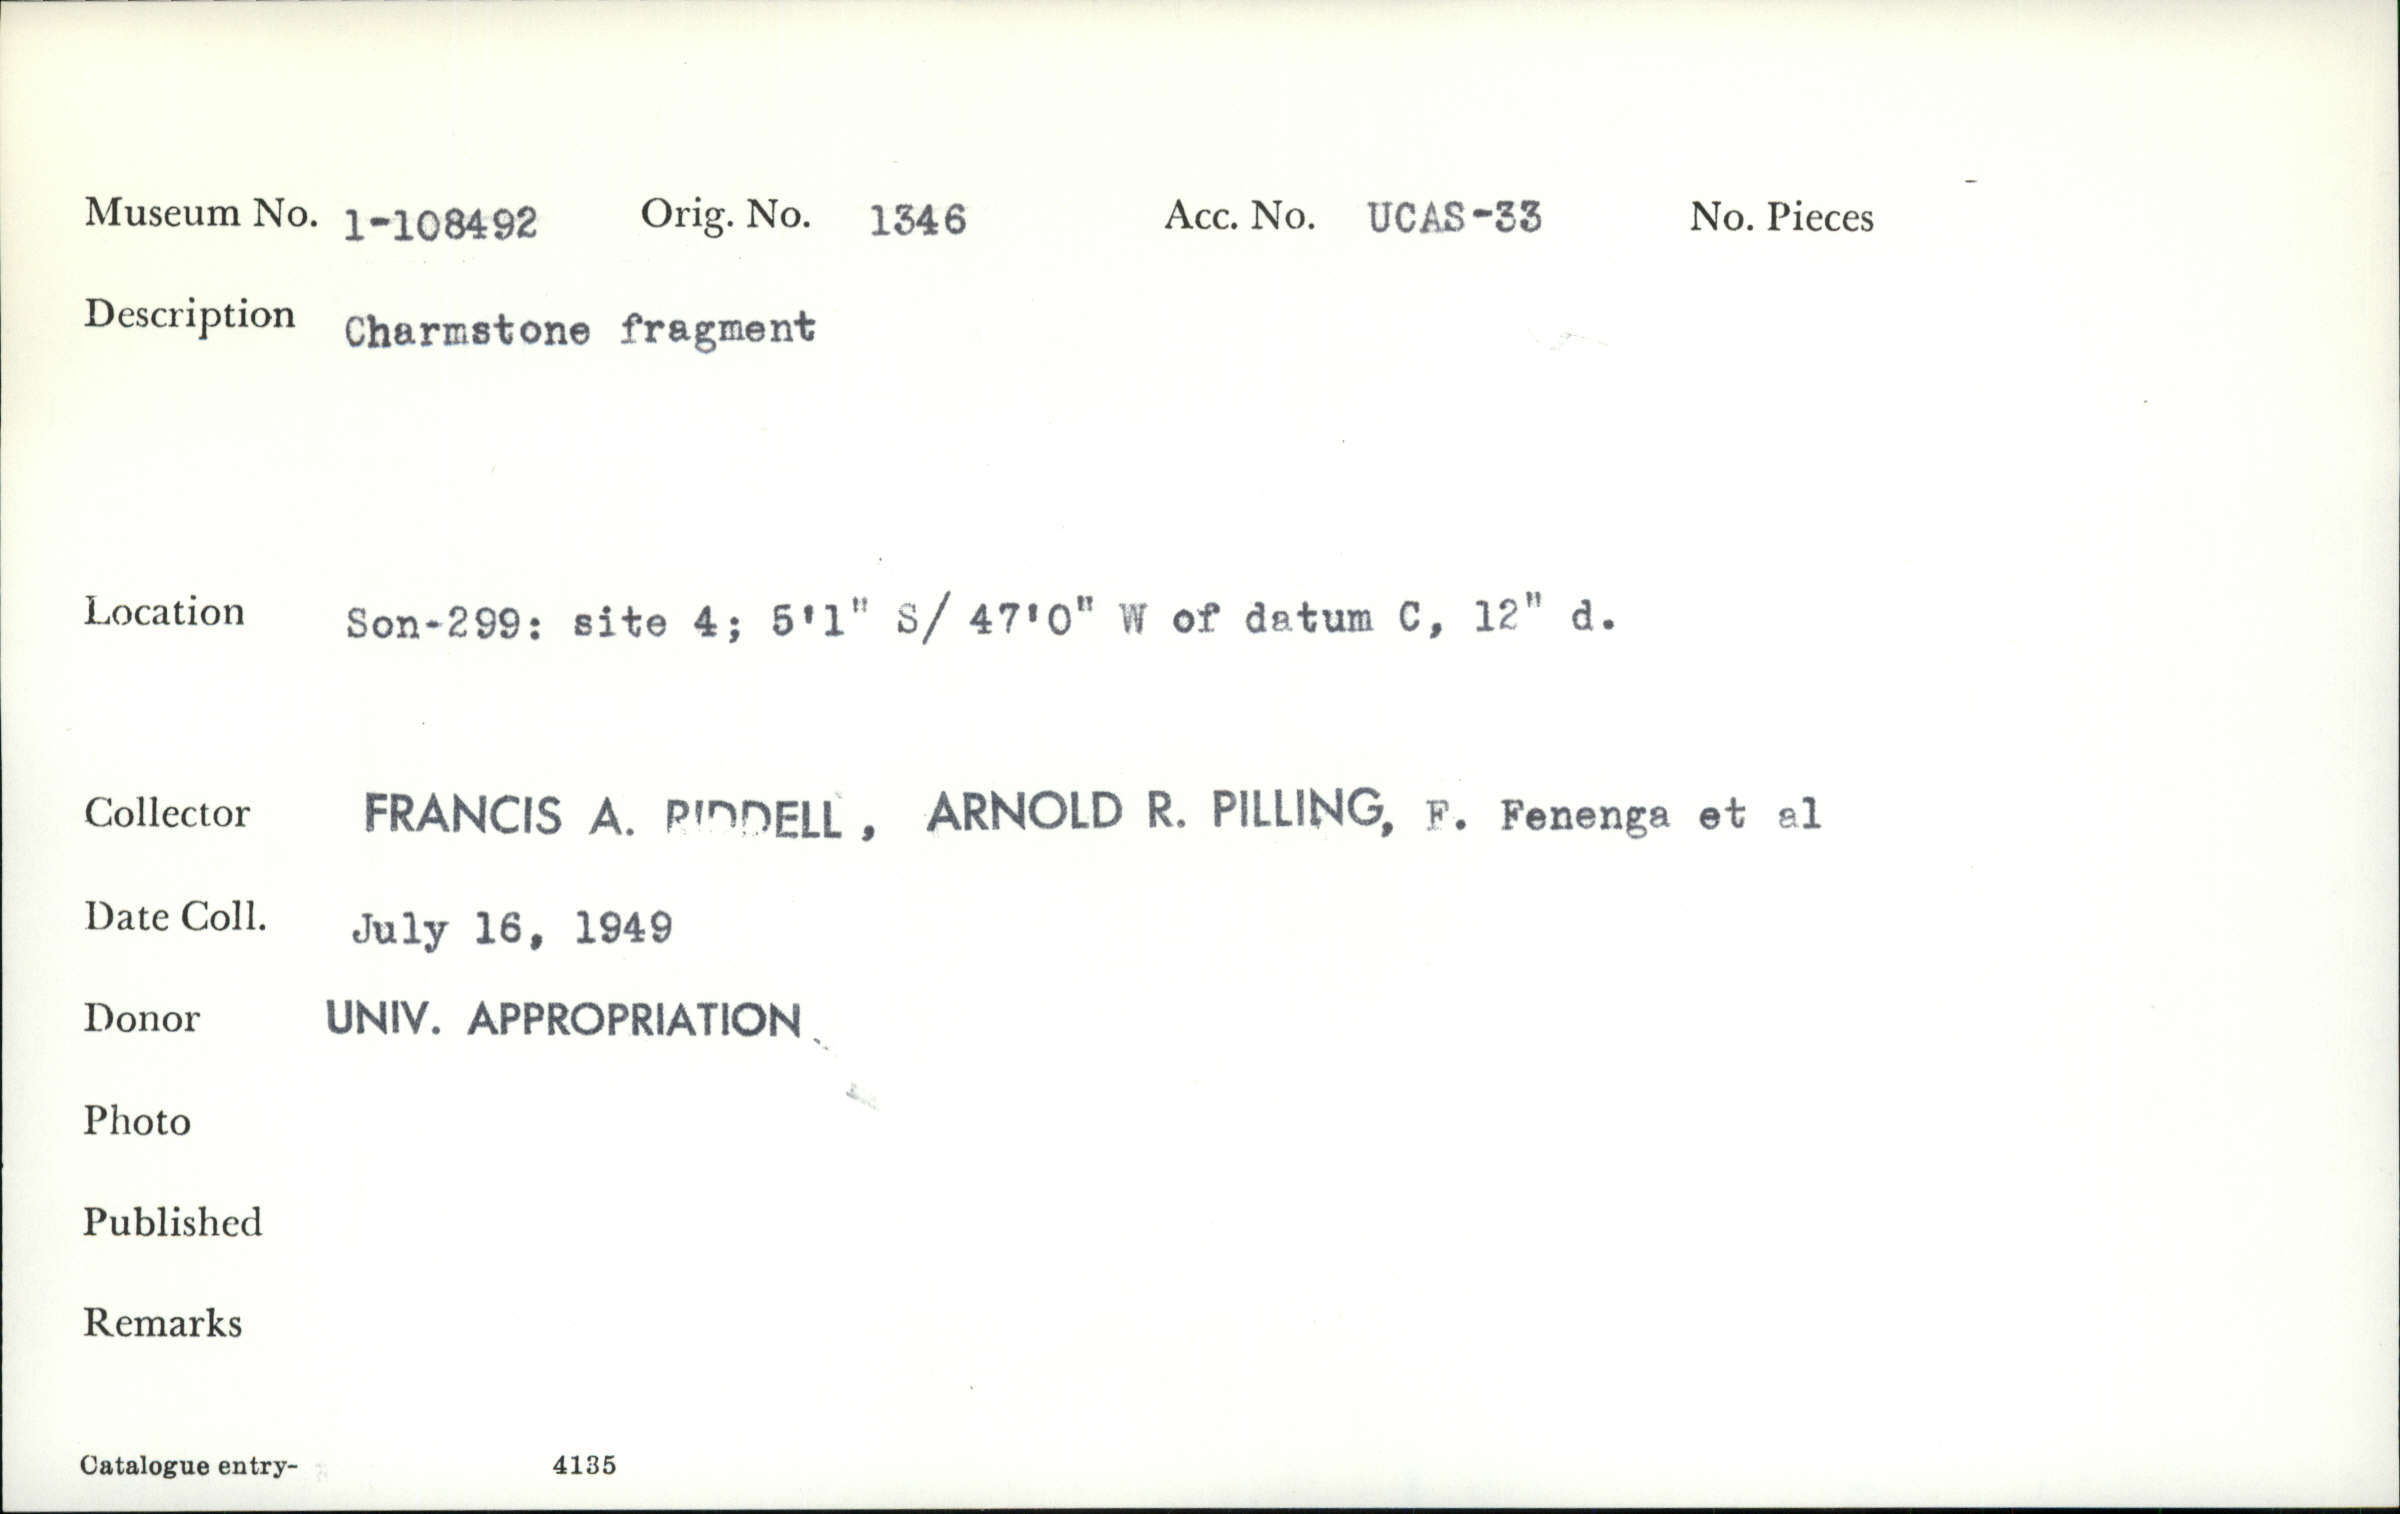 Museum No. 1-108492 Orig. No. 1346 Acc. No. UCAS-33 No. Pieces
Description Charmstone fragment
Location Son-299: site 4; 5'1" S/ 47'0" W of datum C, 12" d.
Collector FRANCIS A. RIDDELL, ARNOLD R. PILLING, F. Fenenga et al
Date Coll. July 16, 1949
Donor UNIV. APPROPRIATION
Photo
Published
Remarks
Catalogue entry- 4135